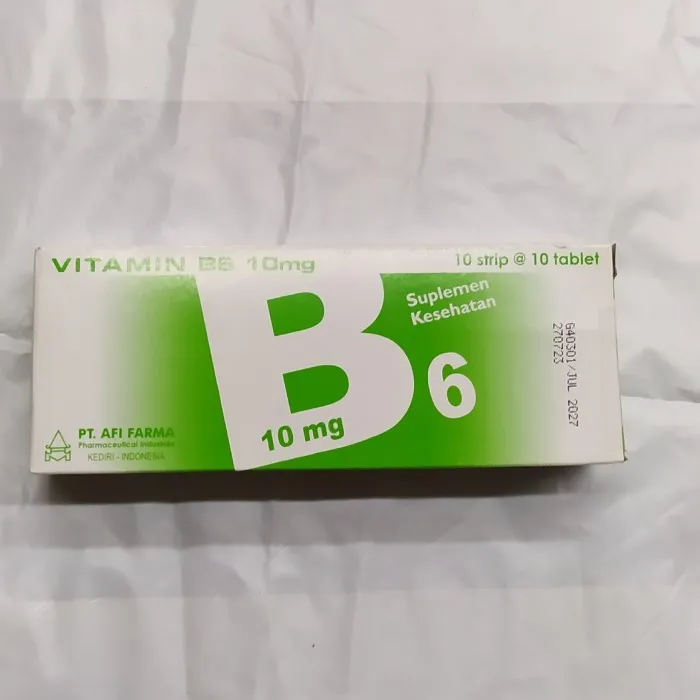 VITAMIN B6 10mg
10 strip @ 10 tablet
Suplemen
Kesehatan
B6
10 mg
PT. AFI FARMA
Pharmaceutical Industries
KEDIRI - INDONESIA
640301/JUL 2027
270723